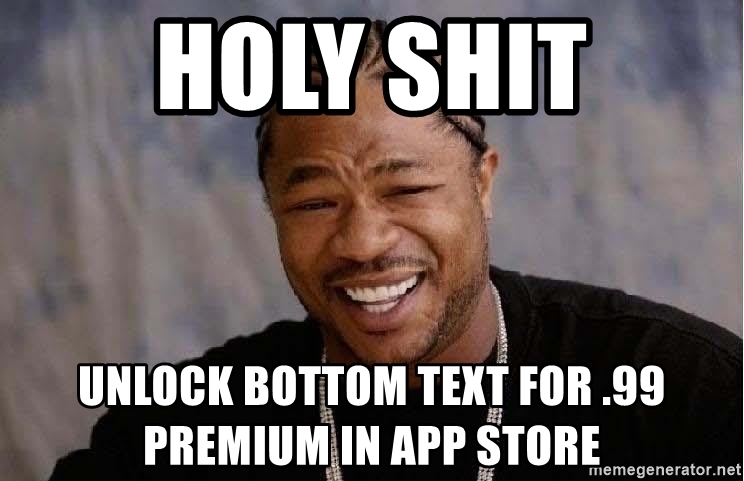 HOLY SHIT
UNLOCK BOTTOM TEXT FOR .99
PREMIUM IN APP STORE
memegenerator.net